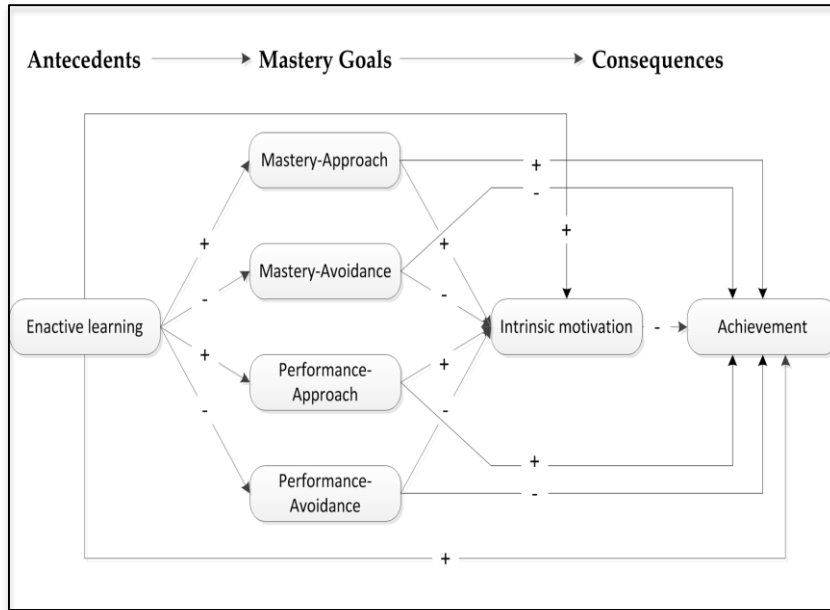 Antecedents
Mastery Goals
Consequences
Mastery-Approach
+
-
+
+
Mastery-Avoidance
+
-
-
Enactive learning
Intrinsic motivation
-
Achievement
+
Performance-
Approach
+
-
-
Performance-
Avoidance
+
-
+